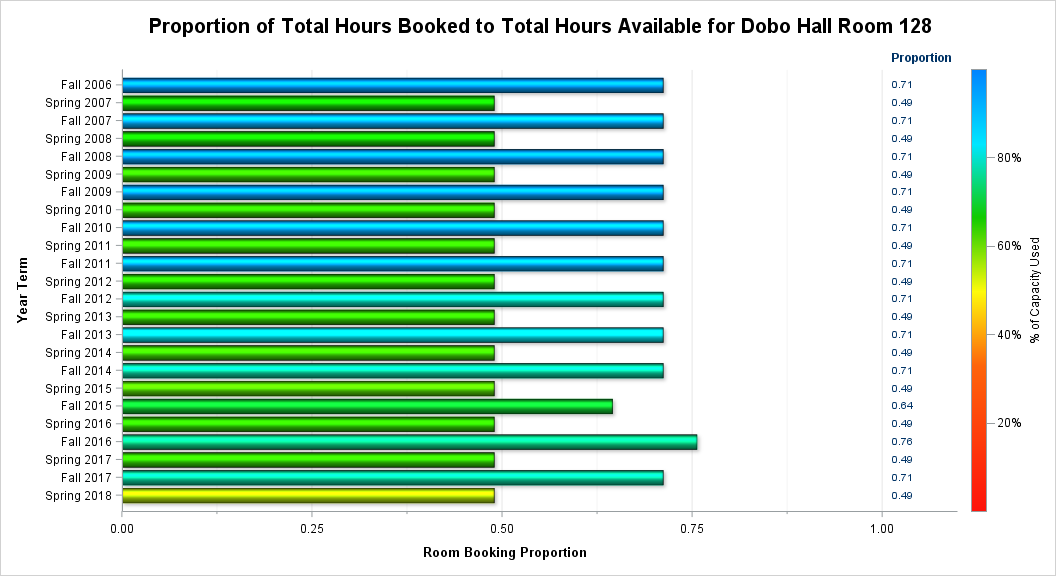 Proportion of Total Hours Booked to Total Hours Available for Dobo Hall Room 128
Proportion
Fall 2006 0.71
Spring 2007 0.49
Fall 2007 0.71
Spring 2008 0.49
Fall 2008 0.71
Spring 2009 0.49
Fall 2009 0.71
Spring 2010 0.49
Fall 2010 0.71
Spring 2011 0.49
Fall 2011 0.71
Spring 2012 0.49
Fall 2012 0.71
Spring 2013 0.49
Fall 2013 0.71
Spring 2014 0.49
Fall 2014 0.71
Spring 2015 0.49
Fall 2015 0.64
Spring 2016 0.49
Fall 2016 0.76
Spring 2017 0.49
Fall 2017 0.71
Spring 2018 0.49
Year Term
0.00 0.25 0.50 0.75 1.00
Room Booking Proportion
80%
60%
40%
20%
% of Capacity Used